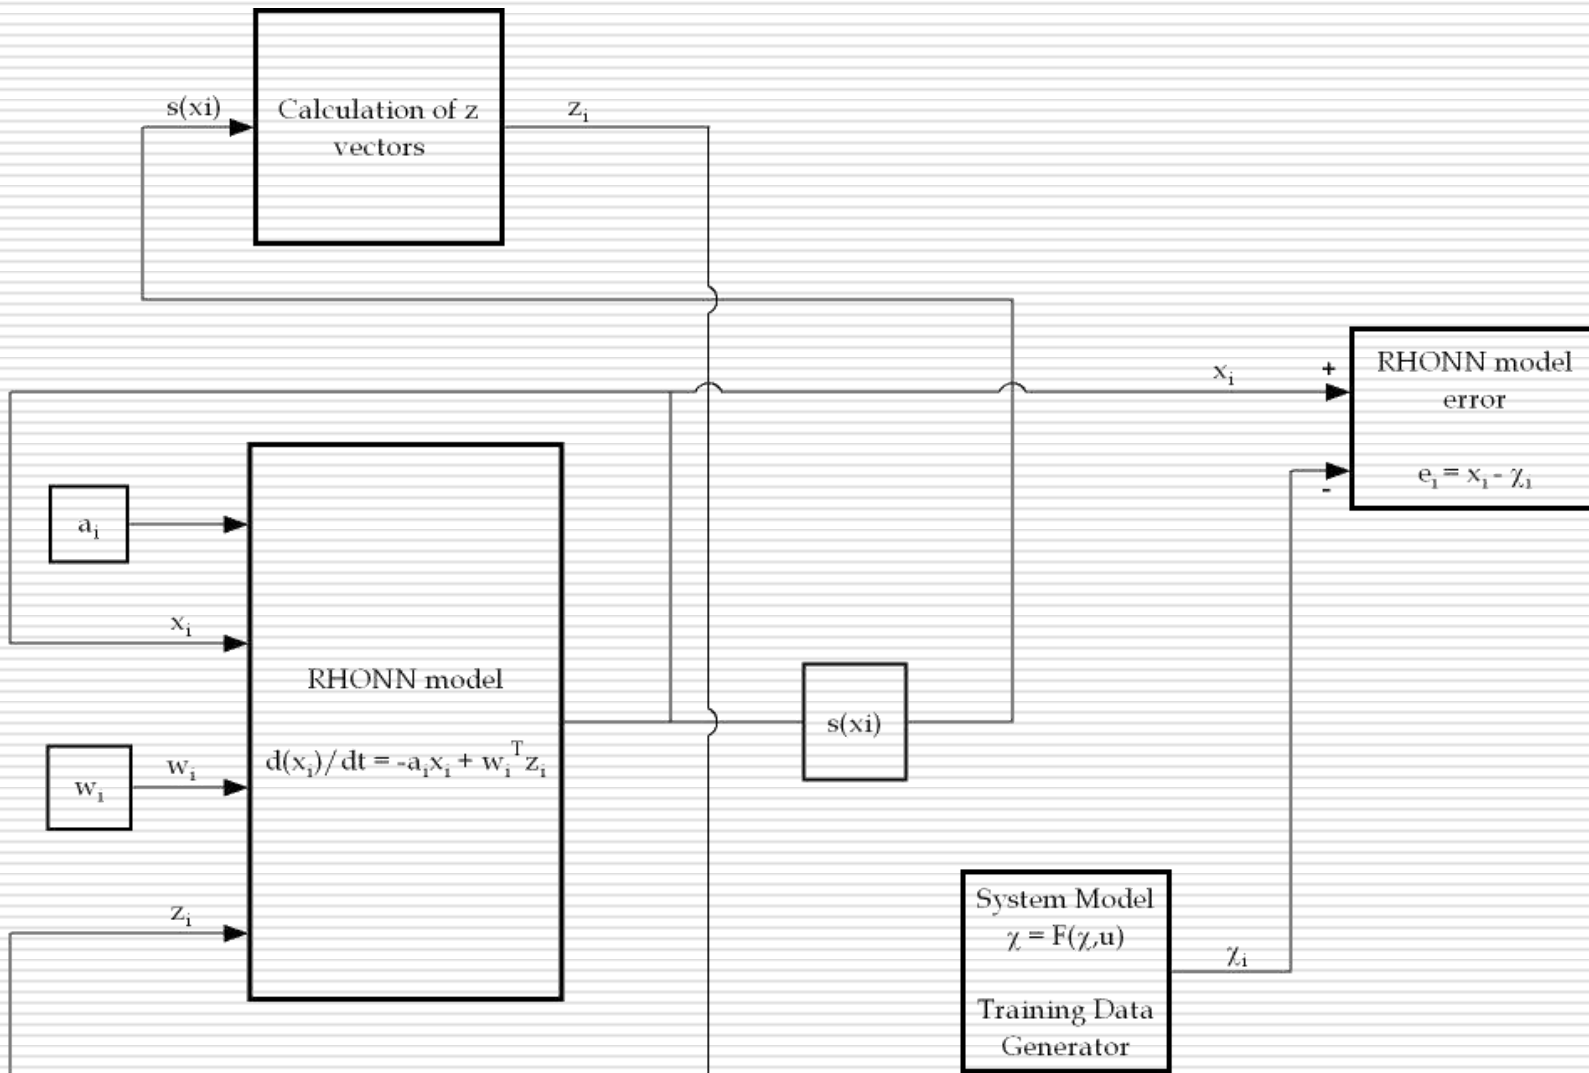 s(xi)
Calculation of z
vectors
zᵢ
xᵢ
+
RHONN model
error
eᵢ = xᵢ - χᵢ
-
aᵢ
xᵢ
RHONN model
d(xᵢ)/dt = -aᵢxᵢ + wᵢᵀzᵢ
s(xi)
wᵢ
wᵢ
zᵢ
System Model
χ = F(χ,u)
Training Data
Generator
χᵢ